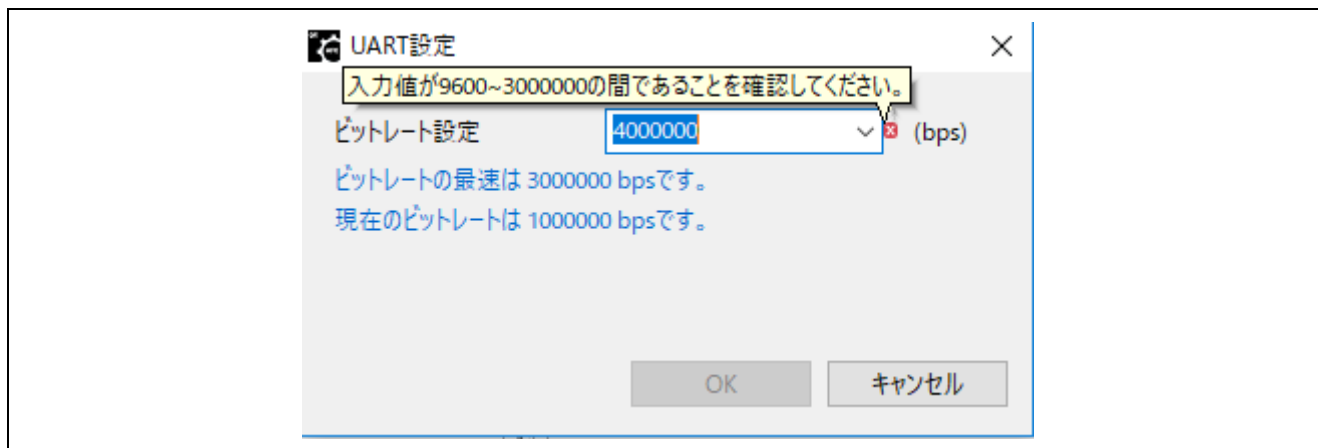 UART設定
入力値が9600~3000000の間であることを確認してください。
ビットレート設定 4000000 (bps)
ビットレートの最速は 3000000 bpsです。
現在のビットレートは 1000000 bpsです。
OK キャンセル